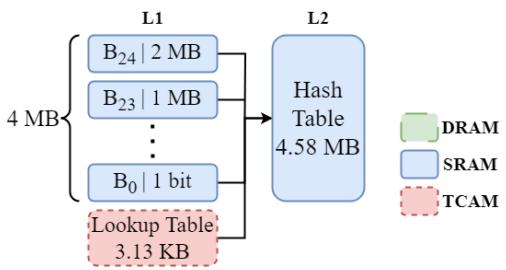 L1
L2
B₂₄ | 2 MB
B₂₃ | 1 MB
4 MB
B₀ | 1 bit
Lookup Table
3.13 KB
Hash
Table
4.58 MB
DRAM
SRAM
TCAM